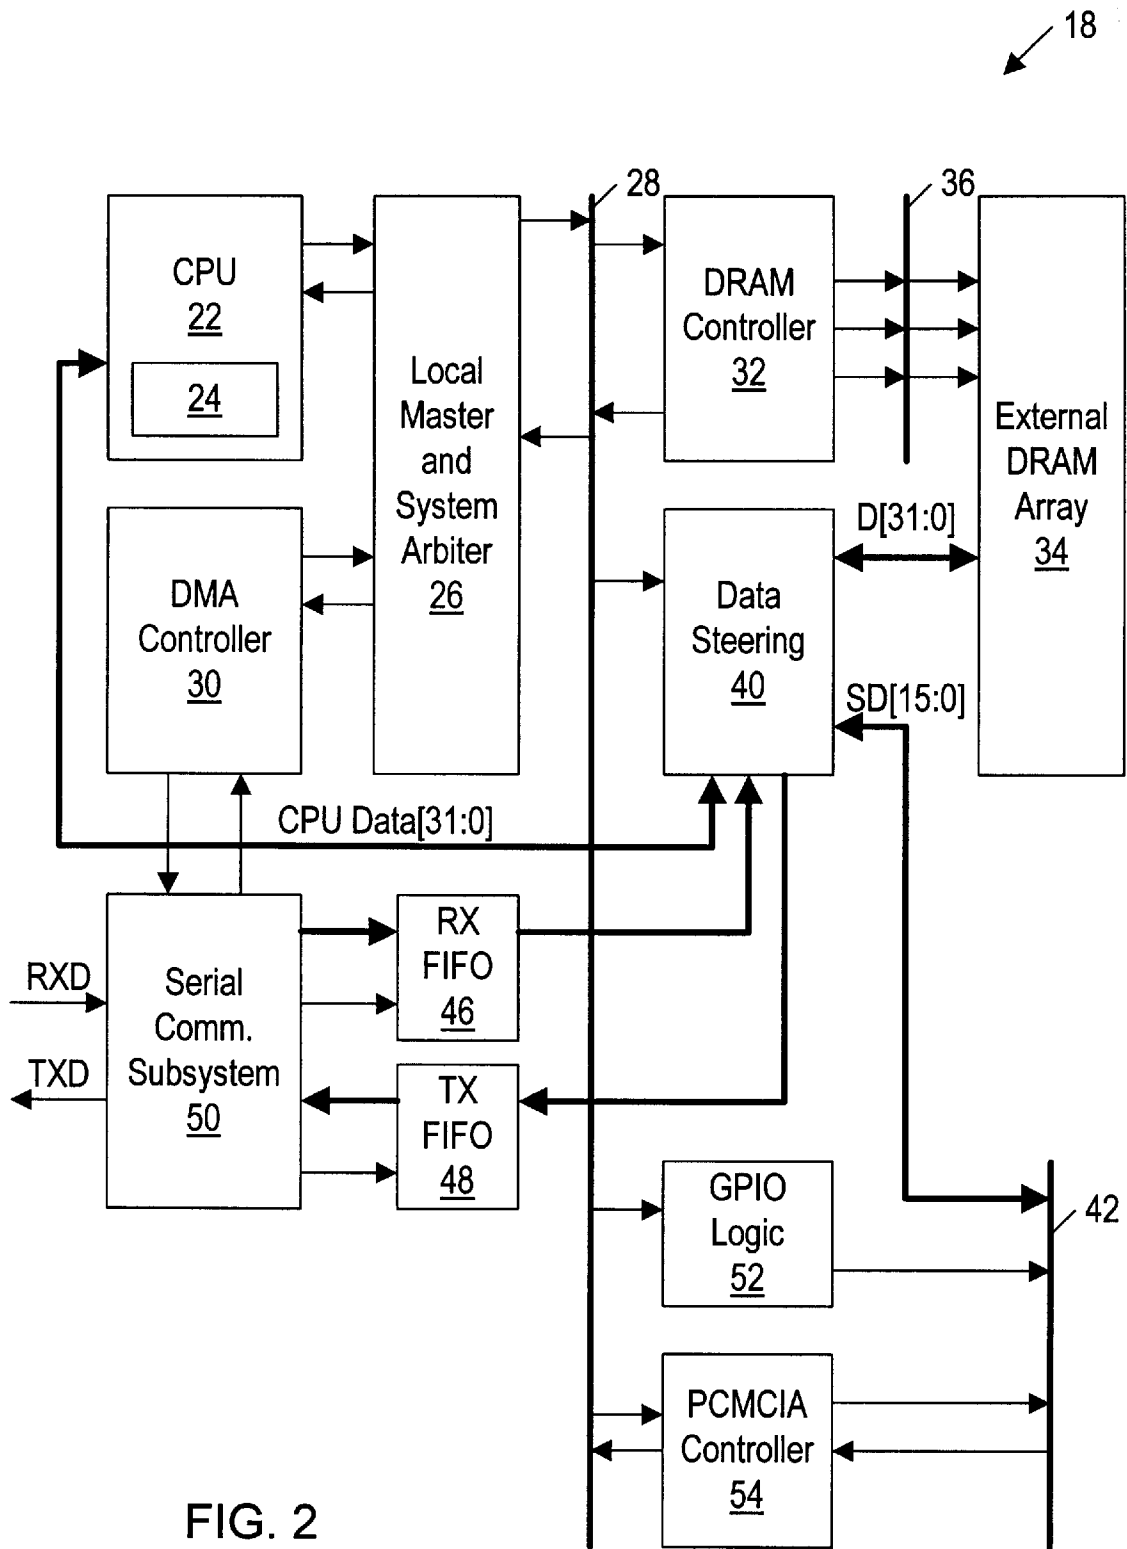 18
28
36
CPU
22
24
Local
Master
and
System
Arbiter
26
DRAM
Controller
32
External
DRAM
Array
34
DMA
Controller
30
Data
Steering
40
D[31:0]
SD[15:0]
CPU Data[31:0]
RXD
TXD
Serial
Comm.
Subsystem
50
RX
FIFO
46
TX
FIFO
48
GPIO
Logic
52
42
PCMCIA
Controller
54
FIG. 2